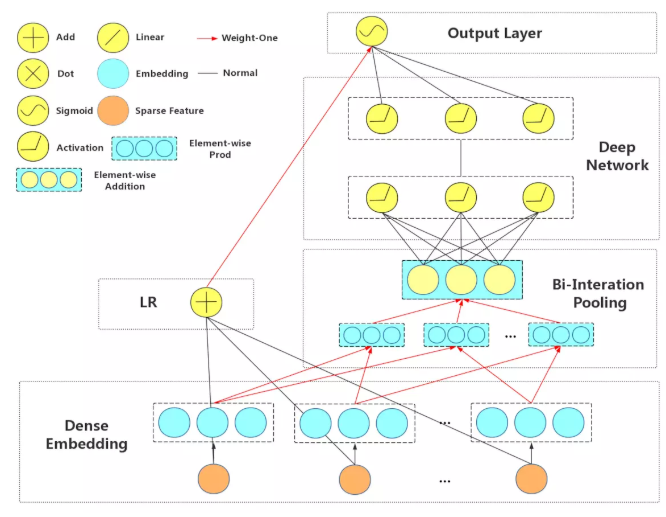 Add
Linear
Weight-One
Dot
Embedding
Normal
Sigmoid
Sparse Feature
Activation
Element-wise
Prod
Element-wise
Addition
Output Layer
Deep
Network
LR
Bi-Interation
Pooling
...
Dense
Embedding
...
...